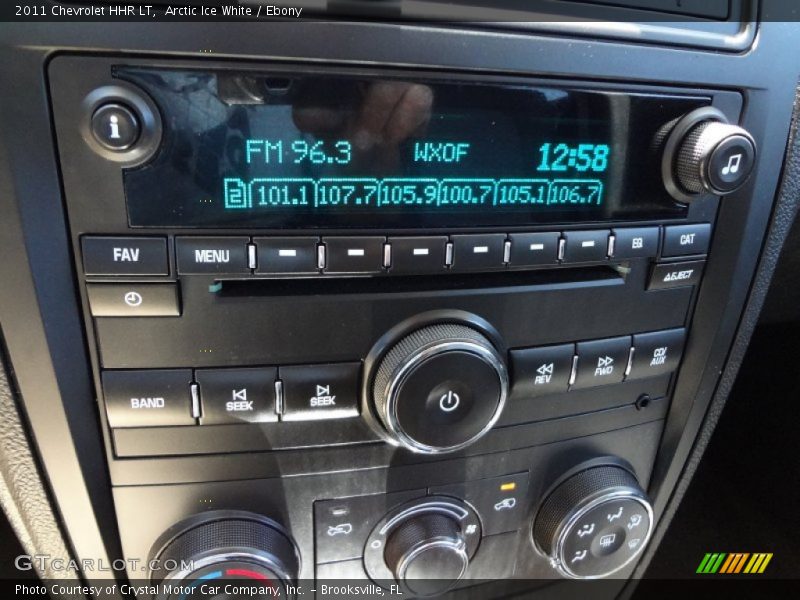 2011 Chevrolet HHR LT, Arctic Ice White / Ebony
i
FM 96.3 WXOF 12:58
2 101.1 107.7 105.9 100.7 105.1 106.7
FAV MENU EQ CAT
EJECT
BAND SEEK SEEK REV FWD CD/AUX
GTCarLot.com
Photo Courtesy of Crystal Motor Car Company, Inc. - Brooksville, FL